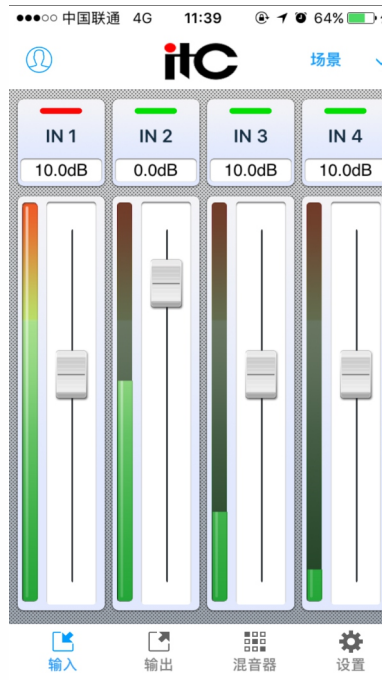 中国联通 4G 11:39 64%
itC 场景
IN 1 IN 2 IN 3 IN 4
10.0dB 0.0dB 10.0dB 10.0dB
输入 输出 混音器 设置